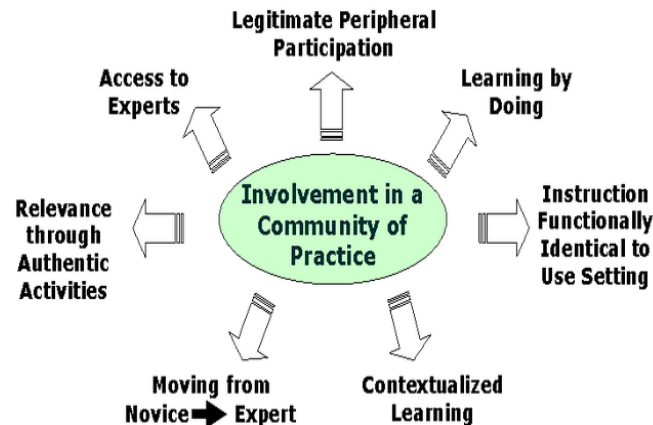 Legitimate Peripheral
Participation
Access to
Experts
Learning by
Doing
Involvement in a
Community of
Practice
Relevance
through
Authentic
Activities
Instruction
Functionally
Identical to
Use Setting
Moving from
Novice ➡ Expert
Contextualized
Learning